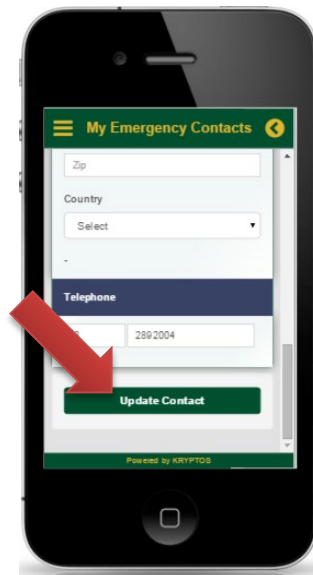 My Emergency Contacts
Zip
Country
Select
-
Telephone
2892004
Update Contact
Powered by KRYPTOS